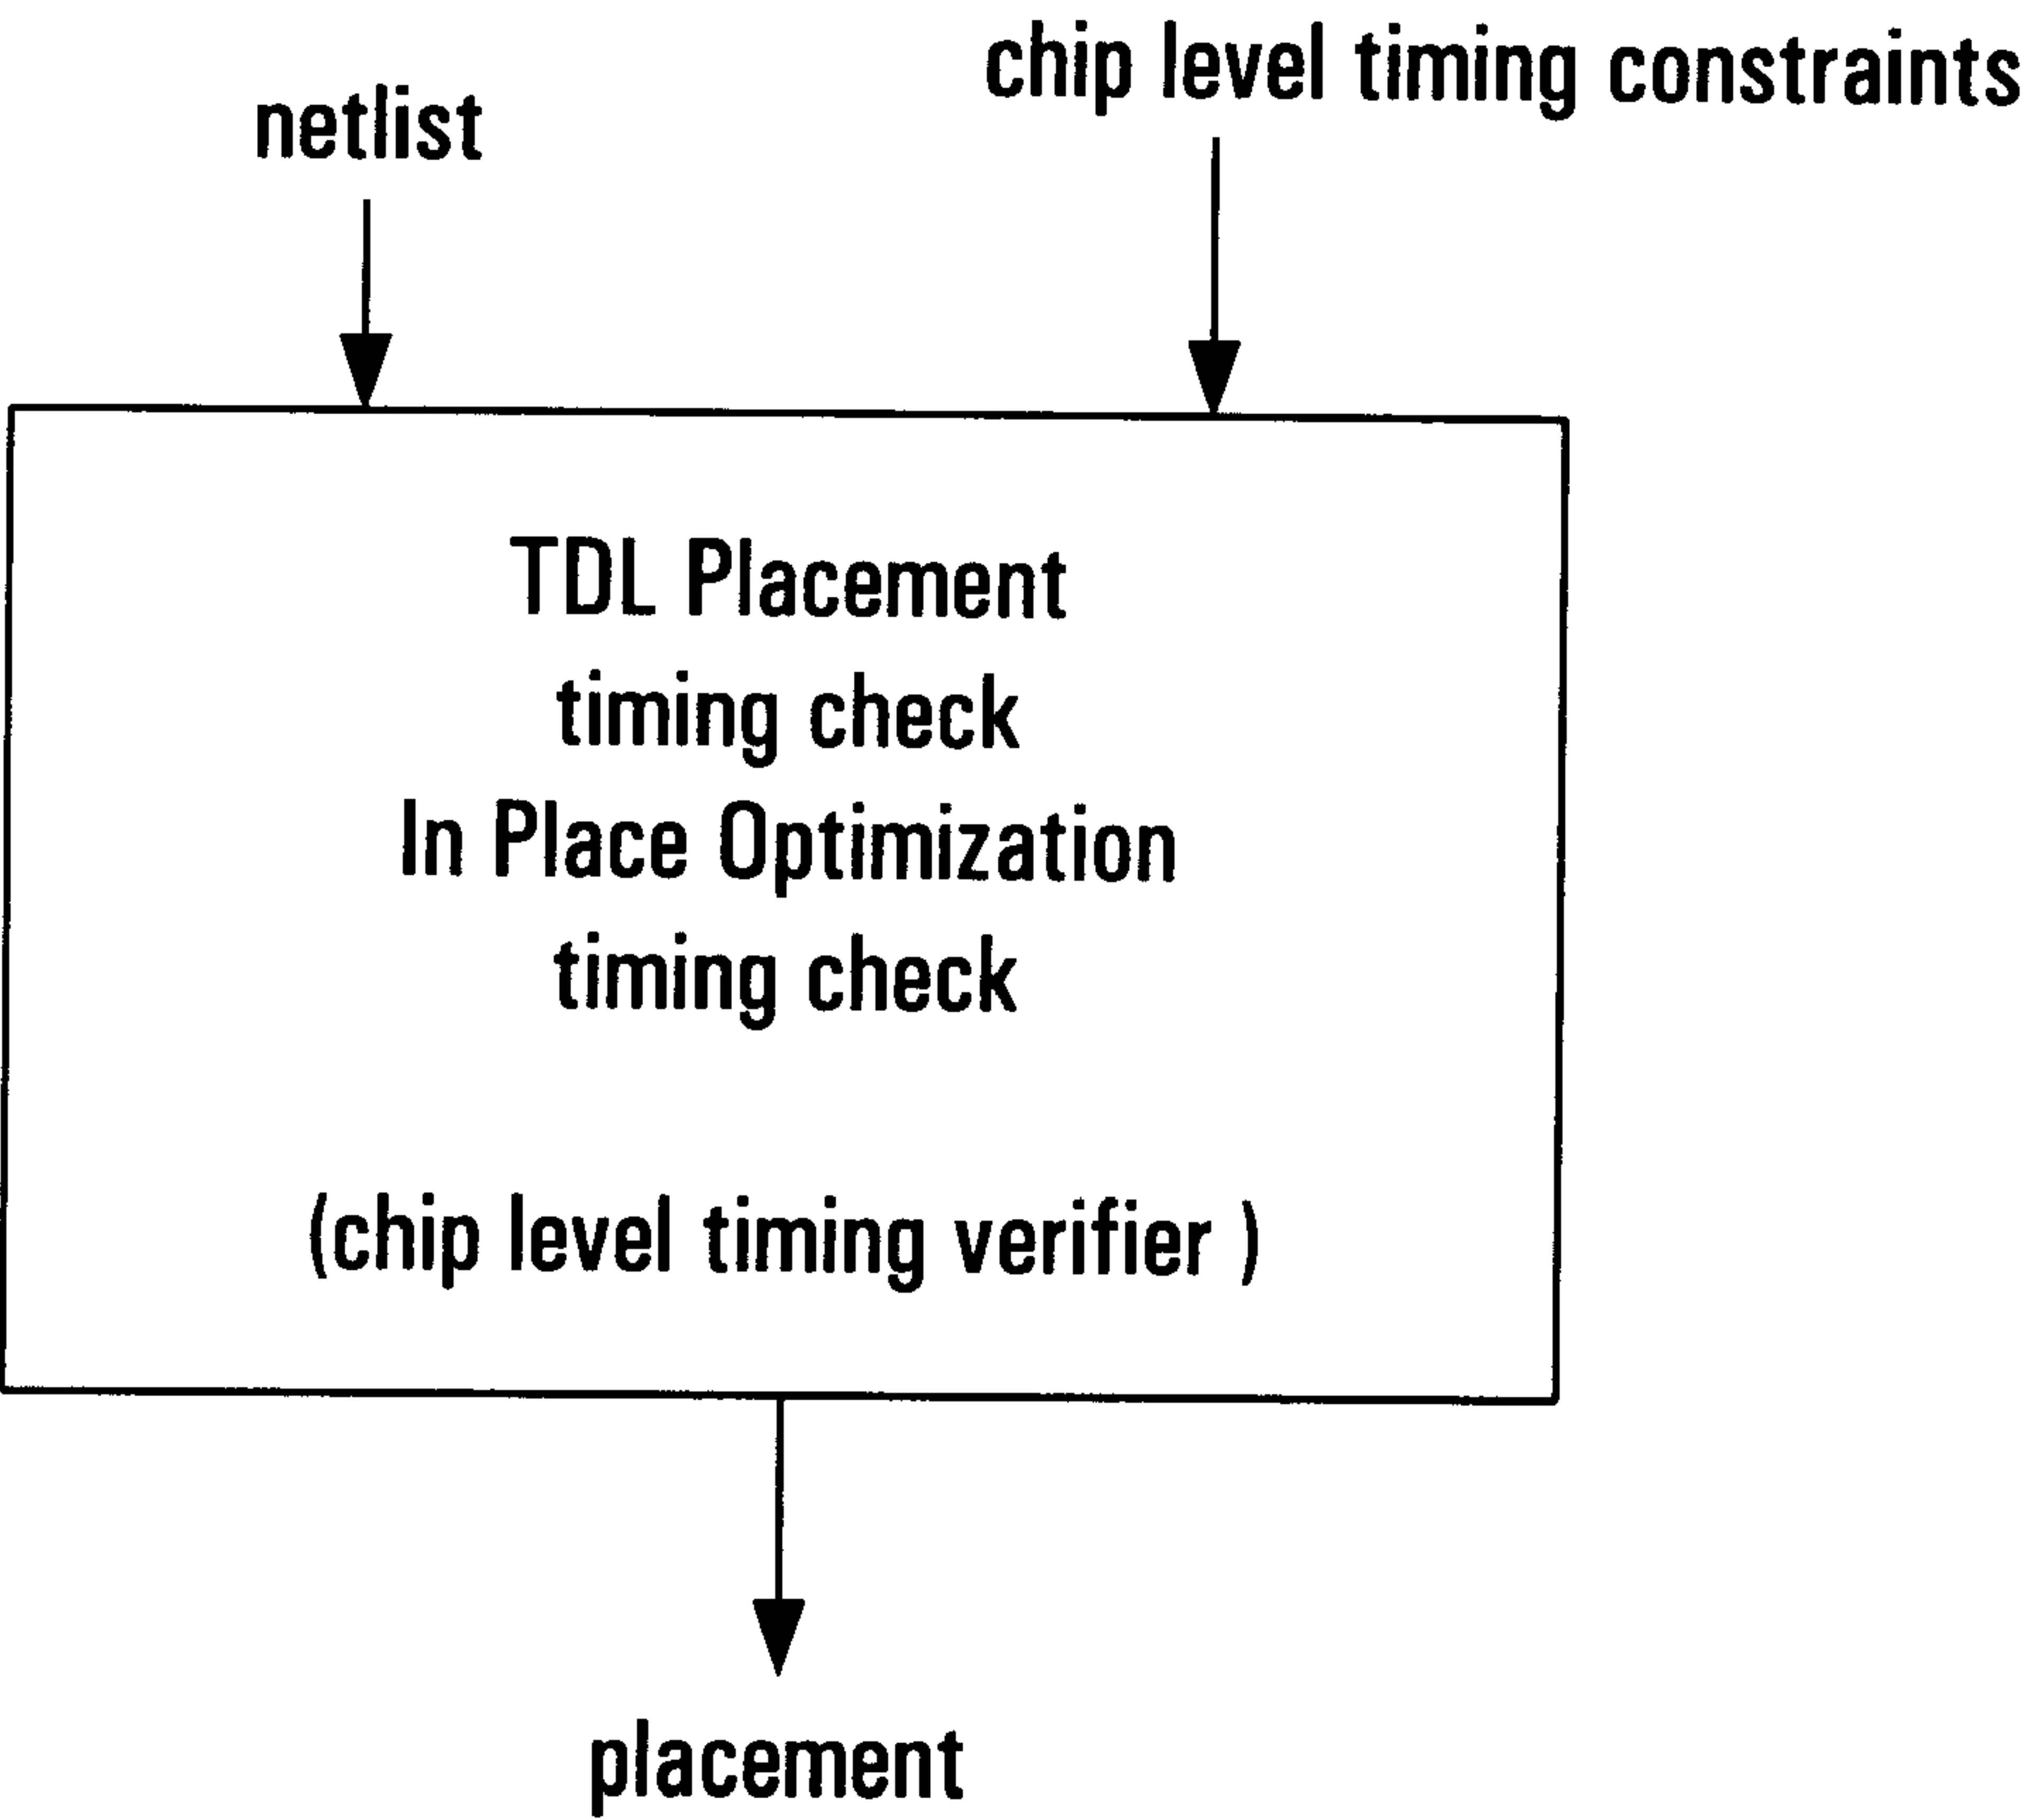 netlist
chip level timing constraints
TDL Placement
timing check
In Place Optimization
timing check
(chip level timing verifier )
placement